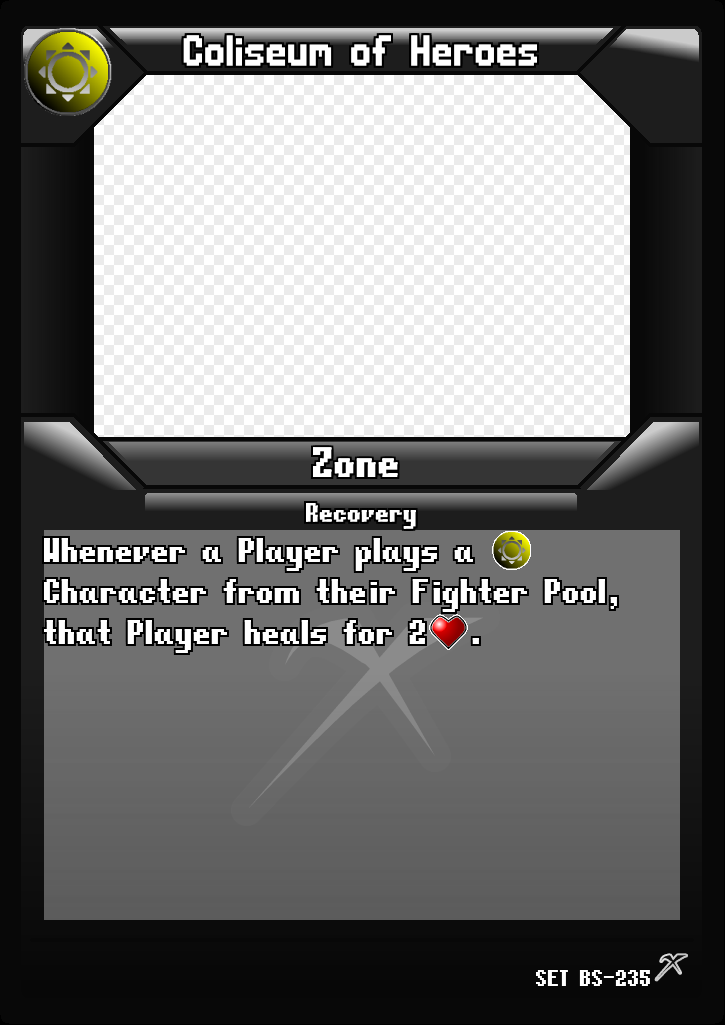 Coliseum of Heroes
Zone
Recovery
Whenever a Player plays a
Character from their Fighter Pool,
that Player heals for 2.
SET BS-235